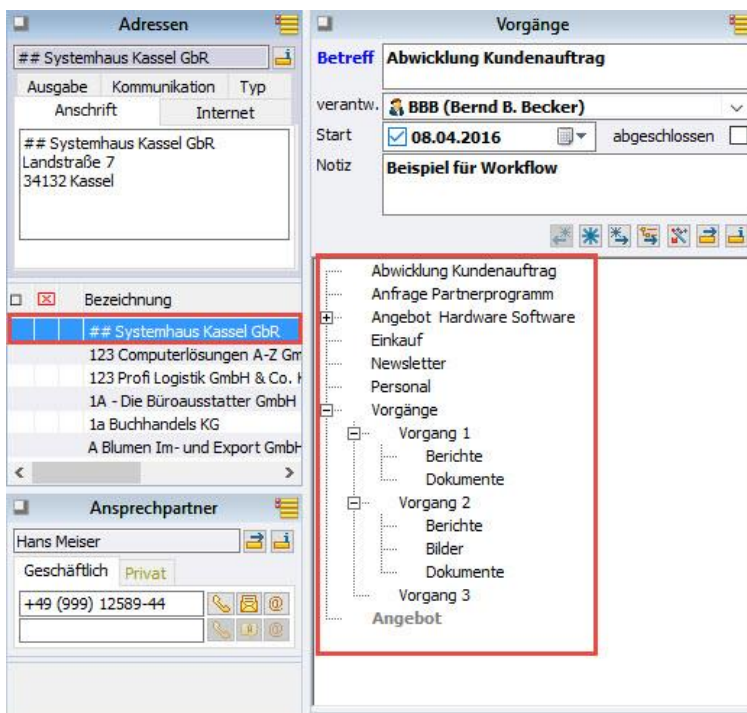 Adressen
## Systemhaus Kassel GbR
Ausgabe Kommunikation Typ
Anschrift Internet
## Systemhaus Kassel GbR
Landstraße 7
34132 Kassel
Bezeichnung
## Systemhaus Kassel GbR
123 Computerlösungen A-Z Gm
123 Profi Logistik GmbH & Co.
1A - Die Büroausstatter GmbH
1a Buchhandels KG
A Blumen Im- und Export GmbH
Ansprechpartner
Hans Meiser
Geschäftlich Privat
+49 (999) 12589-44
Vorgänge
Betreff Abwicklung Kundenauftrag
verantw. BBB (Bernd B. Becker)
Start 08.04.2016 abgeschlossen
Notiz Beispiel für Workflow
Abwicklung Kundenauftrag
Anfrage Partnerprogramm
Angebot Hardware Software
Einkauf
Newsletter
Personal
Vorgänge
Vorgang 1
Berichte
Dokumente
Vorgang 2
Berichte
Bilder
Dokumente
Vorgang 3
Angebot